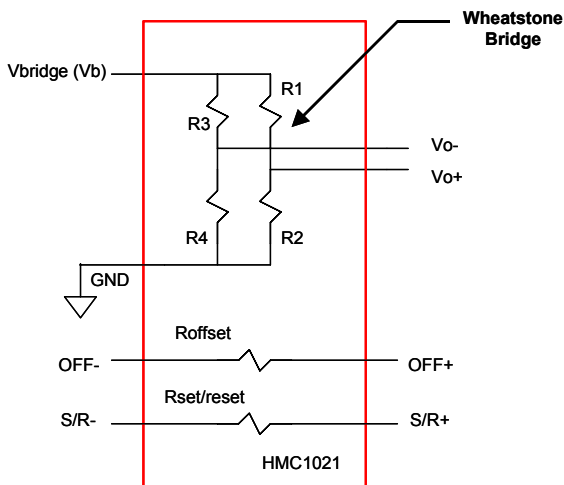 Wheatstone
Bridge
Vbridge (Vb)
R1
R3
Vo-
Vo+
R4
R2
GND
Roffset
OFF-
OFF+
Rset/reset
S/R-
S/R+
HMC1021